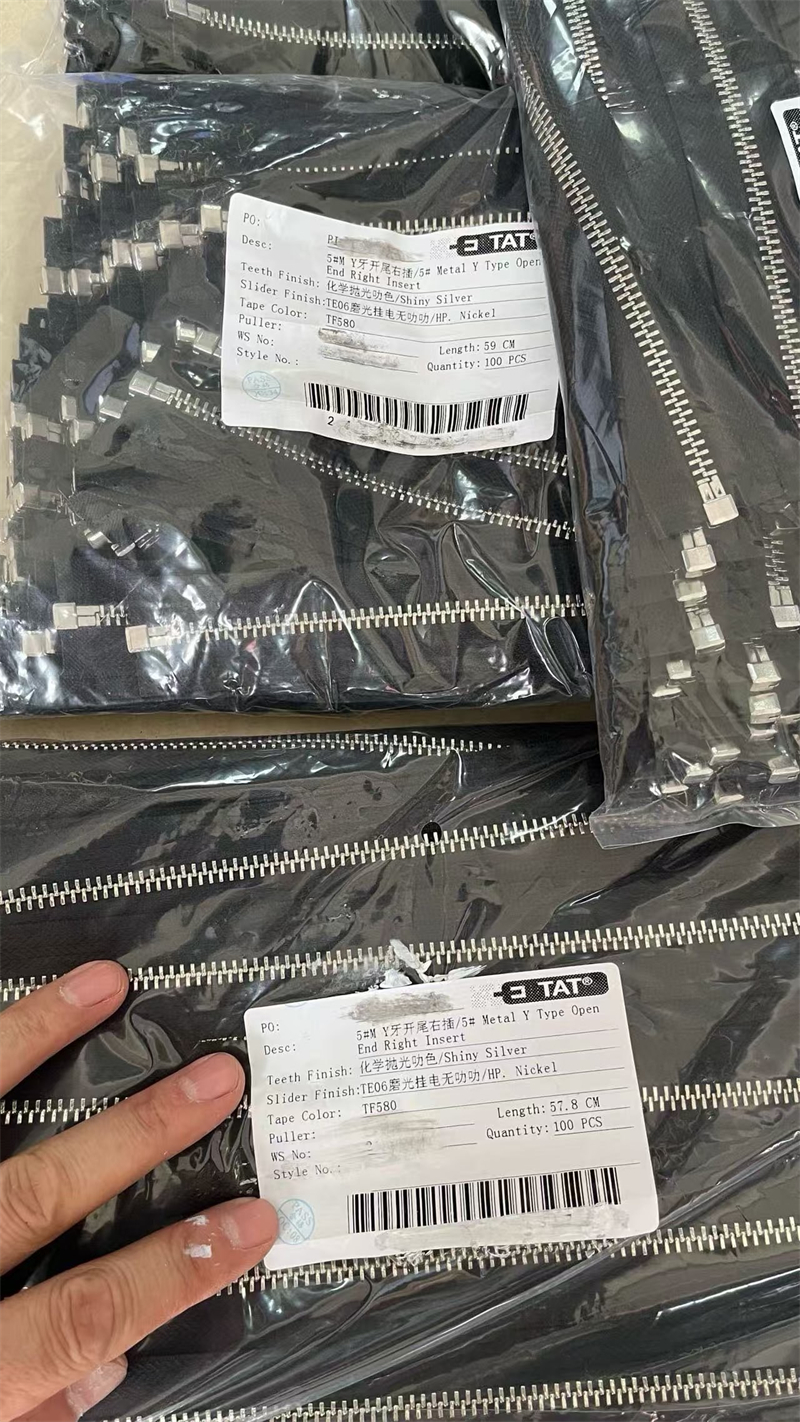 PO:
TAT
Desc:
5#M Y牙开尾右插/5# Metal Y Type Open
End Right Insert
Teeth Finish: 化学抛光叻色/Shiny Silver
Slider Finish:TE06磨光挂电无叻叻/HP. Nickel
Tape Color: TF580
Puller:
Length: 59 CM
WS No:
Quantity: 100 PCS
Style No.:
2
TAT®
PO:
Desc:
5#M Y牙开尾右插/5# Metal Y Type Open
End Right Insert
Teeth Finish: 化学抛光叻色/Shiny Silver
Slider Finish:TE06磨光挂电无叻叻/HP. Nickel
Tape Color: TF580
Length: 57.8 CM
Puller:
Quantity: 100 PCS
WS No:
Style No.:
PASS